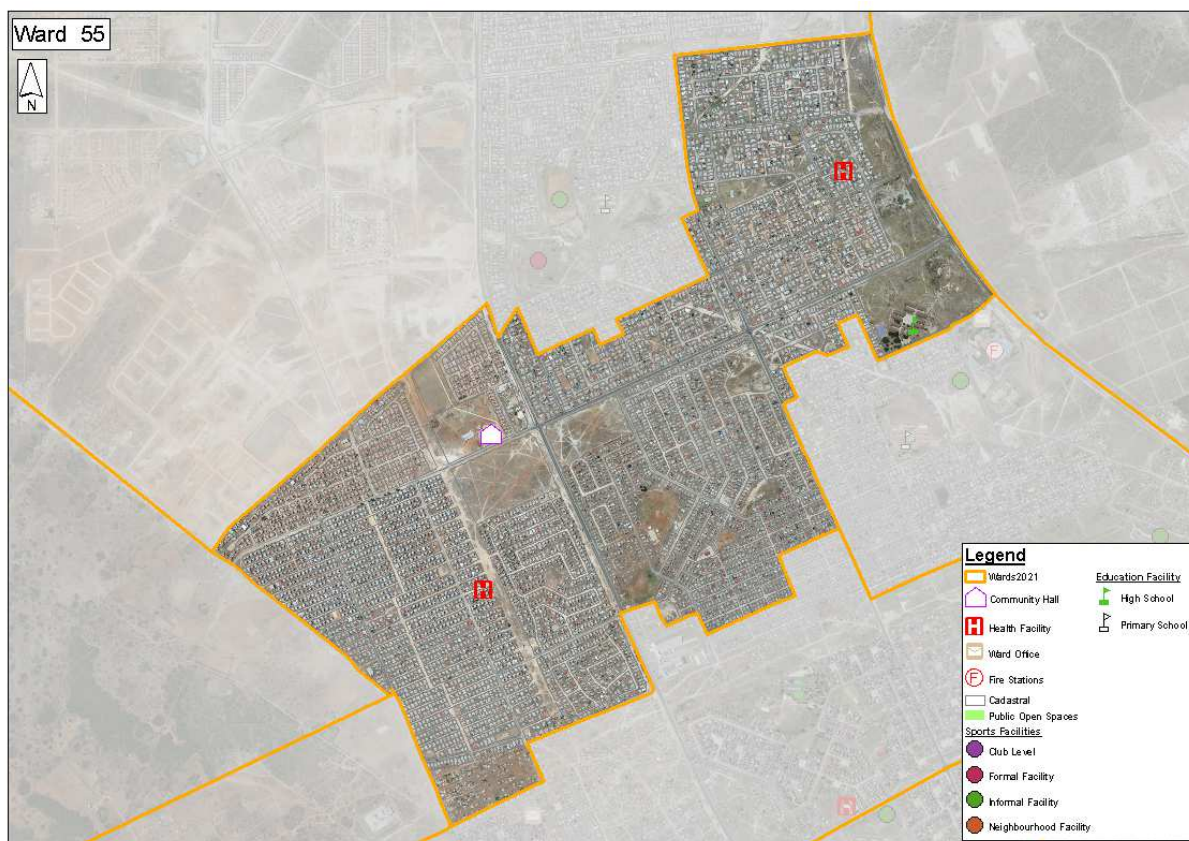 Ward 55
N
H
F
H
H
Legend
Wards2021
Community Hall
H Health Facility
Ward Office
F Fire Stations
Cadastral
Public Open Spaces
Sports Facilities
Club Level
Formal Facility
Informal Facility
Neighbourhood Facility
Education Facility
High School
Primary School